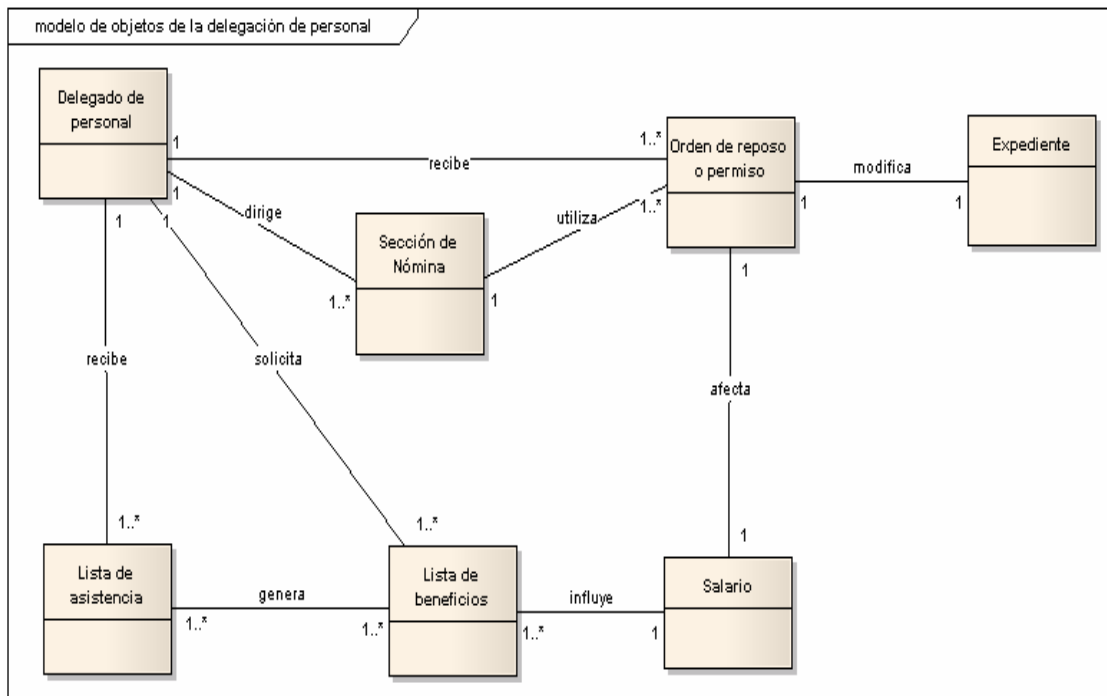 modelo de objetos de la delegación de personal
Delegado de
personal
1
recibe
1..*
Orden de reposo
o permiso
modifica
1
1
Expediente
1
dirige
1..*
Sección de
Nómina
1
utiliza
1..*
1
recibe
1..*
1
solicita
1..*
1
afecta
1
Lista de
asistencia
1..*
genera
1..*
Lista de
beneficios
1..*
influye
1
Salario